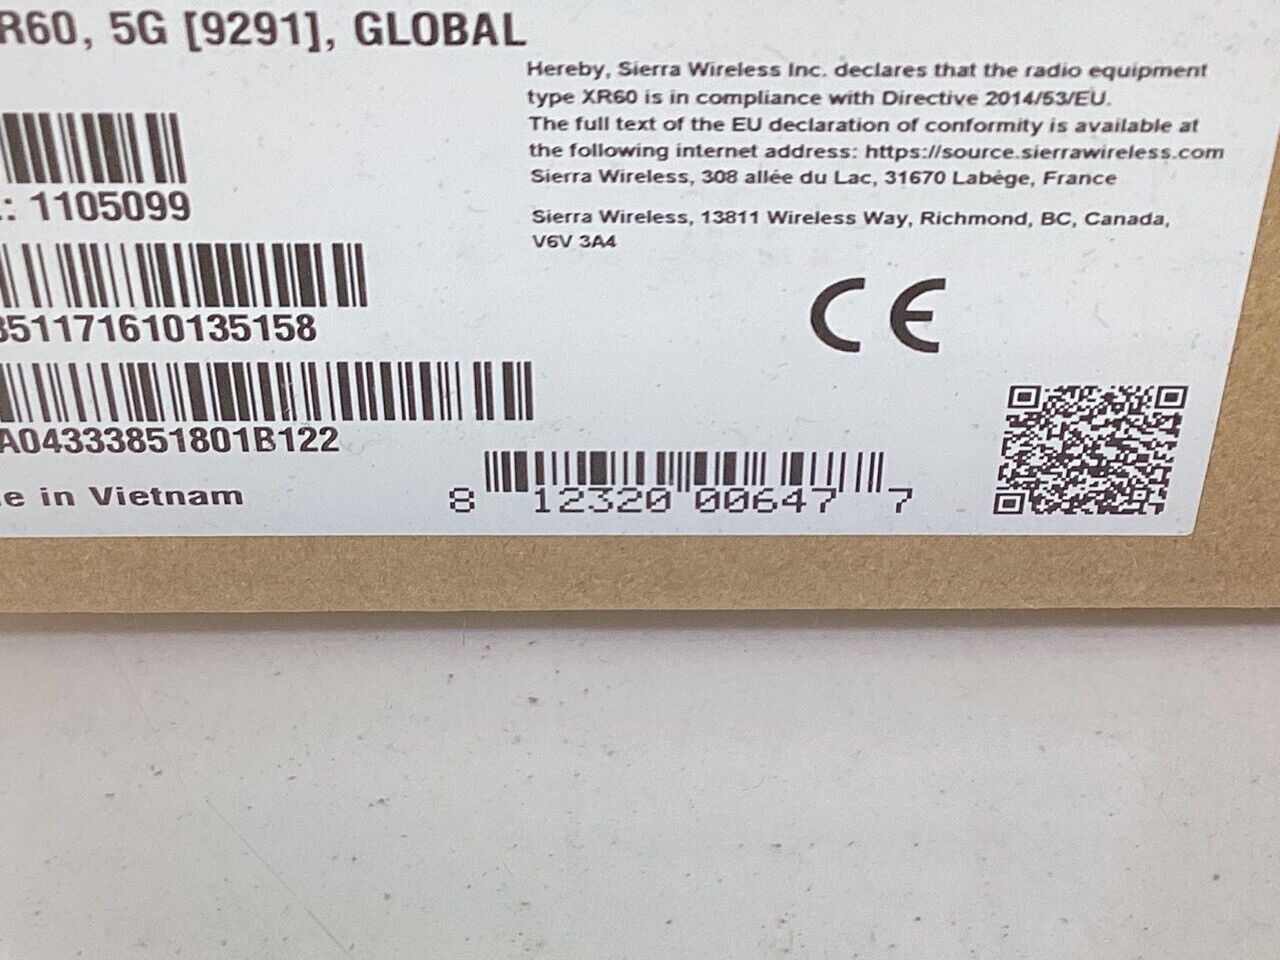 R60, 5G [9291], GLOBAL
Hereby, Sierra Wireless Inc. declares that the radio equipment
type XR60 is in compliance with Directive 2014/53/EU.
The full text of the EU declaration of conformity is available at
the following internet address: https://source.sierrawireless.com
Sierra Wireless, 308 allée du Lac, 31670 Labège, France
Sierra Wireless, 13811 Wireless Way, Richmond, BC, Canada,
V6V 3A4
.: 1105099
351171610135158
A04333851801B122
e in Vietnam
CE
8 12320 00647 7